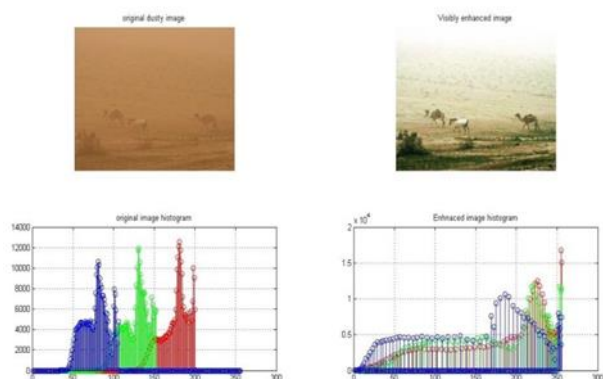 original dusty image
Visibly enhanced image
original image histogram
14000
12000
10000
8000
6000
4000
2000
0
0 50 100 150 200 250 300
Enhnaced image histogram
x 10⁴
2
1.5
1
0.5
0
0 50 100 150 200 250 300